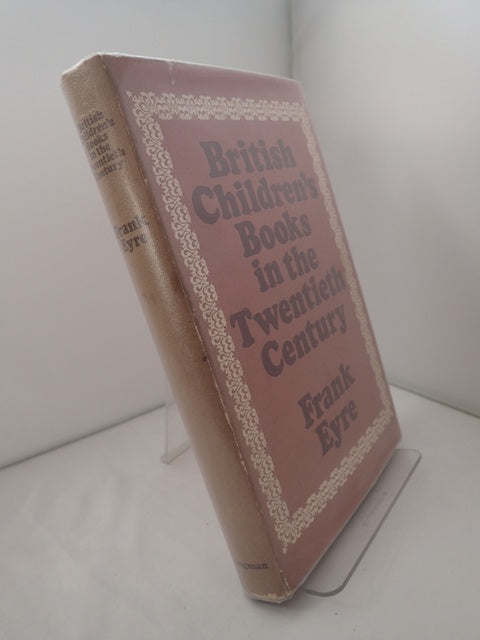 British
Children's
Books
in the
Twentieth
Century
Frank
Eyre
British
Children's
Books
in the
Twentieth
Century
Frank
Eyre